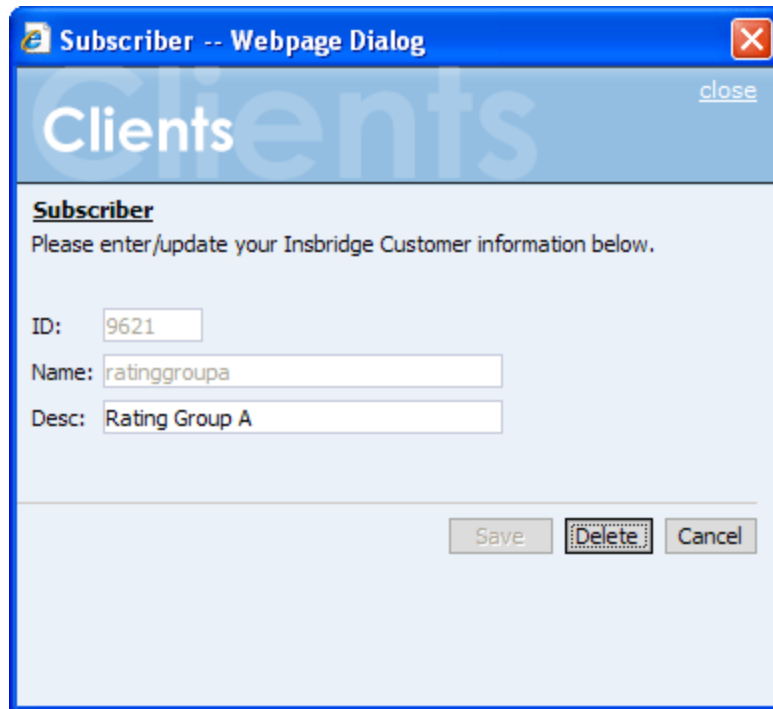 Subscriber -- Webpage Dialog
Clients
close
Clients
Subscriber
Please enter/update your Insbridge Customer information below.
ID: 9621
Name: ratinggroupa
Desc: Rating Group A
Save Delete Cancel